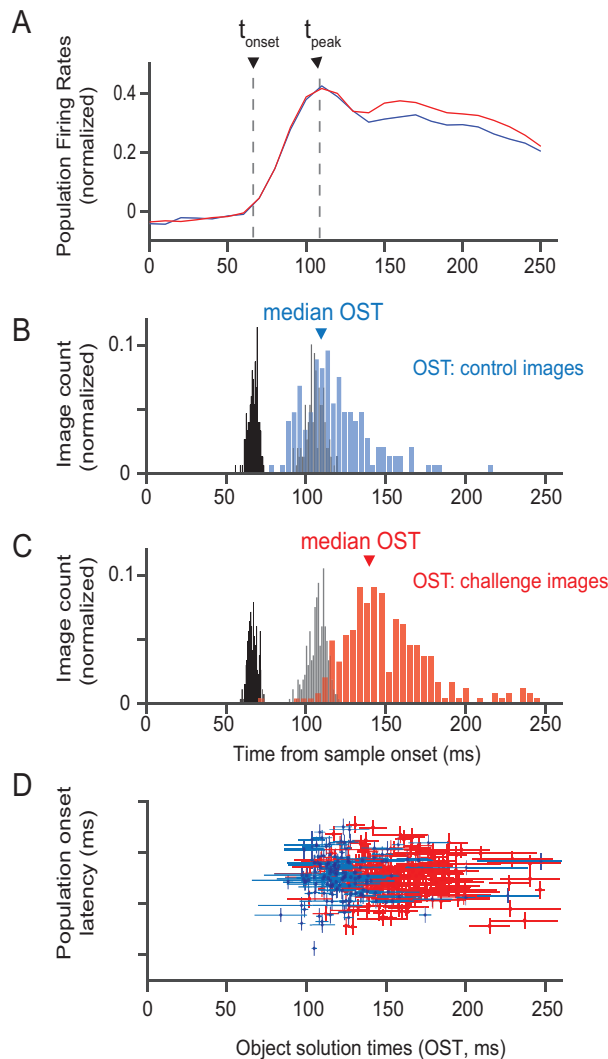 A
t_onset t_peak
Population Firing Rates
(normalized)
0.4
0.2
0
0 50 100 150 200 250
B
median OST
OST: control images
Image count
(normalized)
0.1
0
0 50 100 150 200 250
C
median OST
OST: challenge images
Image count
(normalized)
0.1
0
0 50 100 150 200 250
Time from sample onset (ms)
D
Population onset
latency (ms)
0 50 100 150 200 250
Object solution times (OST, ms)